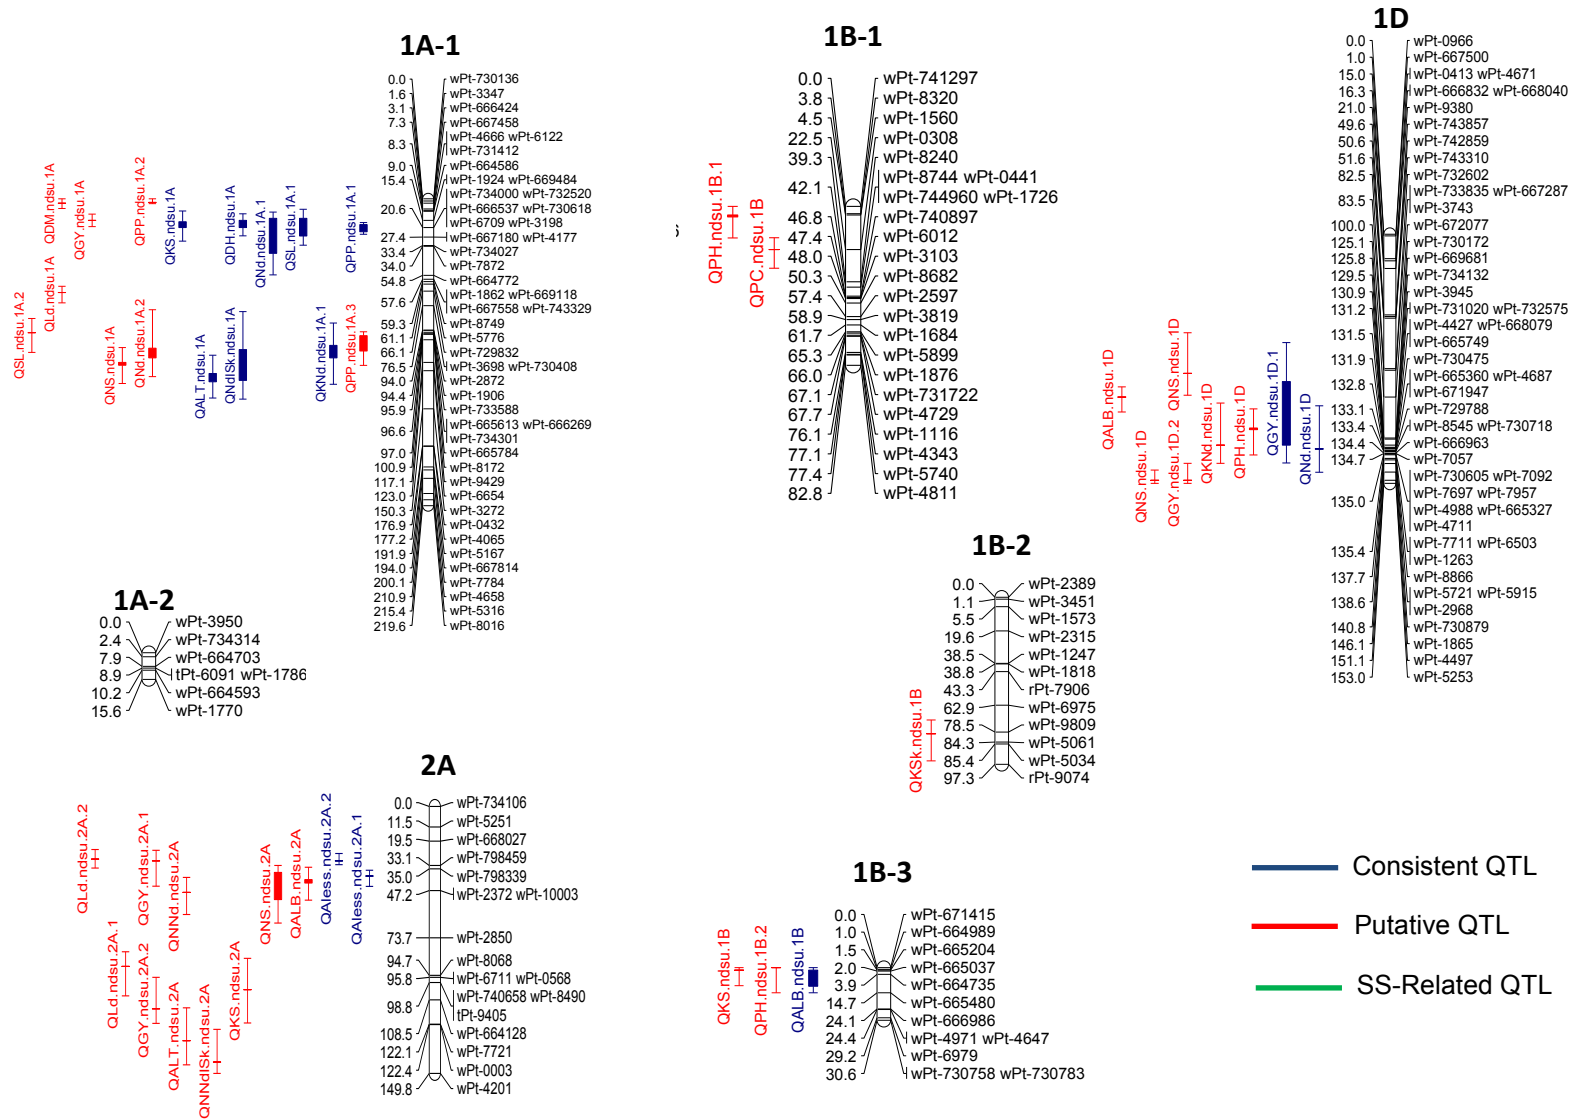 1A-1
0.0 wPt-730136
1.6 wPt-3347
3.1 wPt-666424
7.3 wPt-667458
wPt-4666 wPt-6122
8.3
wPt-731412
9.0 wPt-664586
15.4 wPt-1924 wPt-669484
wPt-734000 wPt-732520
20.6 wPt-666537 wPt-730618
wPt-6709 wPt-3198
27.4 wPt-667180 wPt-4177
33.4 wPt-734027
34.0 wPt-7872
54.8 wPt-664772
57.6 wPt-1862 wPt-669118
wPt-667558 wPt-743329
59.3 wPt-8749
61.1 wPt-5776
66.1 wPt-729832
76.5 wPt-3698 wPt-730408
94.0 wPt-2872
94.4 wPt-1906
95.9 wPt-733588
96.6 wPt-665613 wPt-666269
wPt-734301
97.0 wPt-665784
100.9 wPt-8172
117.1 wPt-9429
123.0 wPt-6654
150.3 wPt-3272
176.9 wPt-0432
177.2 wPt-4065
191.9 wPt-5167
194.0 wPt-667814
200.1 wPt-7784
210.9 wPt-4658
215.4 wPt-5316
219.6 wPt-8016
QDM.ndsu.1A
QGY.ndsu.1A
QPP.ndsu.1A.2
QKS.ndsu.1A
QDH.ndsu.1A
QNd.ndsu.1A.1
QSL.ndsu.1A.1
QPP.ndsu.1A.1
QSL.ndsu.1A.2
QLd.ndsu.1A
QNS.ndsu.1A
QNd.ndsu.1A.2
QALT.ndsu.1A
QNdlSk.ndsu.1A
QKNd.ndsu.1A.1
QPP.ndsu.1A.3
1B-1
0.0 wPt-741297
3.8 wPt-8320
4.5 wPt-1560
22.5 wPt-0308
39.3 wPt-8240
wPt-8744 wPt-0441
42.1
wPt-744960 wPt-1726
46.8 wPt-740897
47.4 wPt-6012
48.0 wPt-3103
50.3 wPt-8682
57.4 wPt-2597
58.9 wPt-3819
61.7 wPt-1684
65.3 wPt-5899
66.0 wPt-1876
67.1 wPt-731722
67.7 wPt-4729
76.1 wPt-1116
77.1 wPt-4343
77.4 wPt-5740
82.8 wPt-4811
QPH.ndsu.1B.1
QPC.ndsu.1B
1D
0.0 wPt-0966
1.0 wPt-667500
15.0 wPt-0413 wPt-4671
16.3 wPt-666832 wPt-668040
21.0 wPt-9380
49.6 wPt-743857
50.6 wPt-742859
51.6 wPt-743310
82.5 wPt-732602
83.5 wPt-733835 wPt-667287
wPt-3743
100.0 wPt-672077
125.1 wPt-730172
125.8 wPt-669681
129.5 wPt-734132
130.9 wPt-3945
131.2 wPt-731020 wPt-732575
131.5 wPt-4427 wPt-668079
wPt-665749
131.9 wPt-730475
132.8 wPt-665360 wPt-4687
wPt-671947
133.1 wPt-729788
133.4 wPt-8545 wPt-730718
134.4 wPt-666963
134.7 wPt-7057
wPt-730605 wPt-7092
135.0 wPt-7697 wPt-7957
wPt-4988 wPt-665327
wPt-4711
135.4 wPt-7711 wPt-6503
wPt-1263
137.7 wPt-8866
138.6 wPt-5721 wPt-5915
wPt-2968
140.8 wPt-730879
146.1 wPt-1865
151.1 wPt-4497
153.0 wPt-5253
QALB.ndsu.1D
QNS.ndsu.1D
QNS.ndsu.1D
QGY.ndsu.1D.2
QKNd.ndsu.1D
QPH.ndsu.1D
QGY.ndsu.1D.1
QNd.ndsu.1D
1A-2
0.0 wPt-3950
2.4 wPt-734314
7.9 wPt-664703
8.9 tPt-6091 wPt-1786
10.2 wPt-664593
15.6 wPt-1770
1B-2
0.0 wPt-2389
1.1 wPt-3451
5.5 wPt-1573
19.6 wPt-2315
38.5 wPt-1247
38.8 wPt-1818
43.3 rPt-7906
62.9 wPt-6975
78.5 wPt-9809
84.3 wPt-5061
85.4 wPt-5034
97.3 rPt-9074
QKSk.ndsu.1B
2A
0.0 wPt-734106
11.5 wPt-5251
19.5 wPt-668027
33.1 wPt-798459
35.0 wPt-798339
47.2 wPt-2372 wPt-10003
73.7 wPt-2850
94.7 wPt-8068
95.8 wPt-6711 wPt-0568
98.8 wPt-740658 wPt-8490
tPt-9405
108.5 wPt-664128
122.1 wPt-7721
122.4 wPt-0003
149.8 wPt-4201
QLd.ndsu.2A.2
QGY.ndsu.2A.1
QNNd.ndsu.2A
QNS.ndsu.2A
QALB.ndsu.2A
QAless.ndsu.2A.2
QAless.ndsu.2A.1
QLd.ndsu.2A.1
QGY.ndsu.2A.2
QALT.ndsu.2A
QNNdlSk.ndsu.2A
QKS.ndsu.2A
1B-3
0.0 wPt-671415
1.0 wPt-664989
1.5 wPt-665204
2.0 wPt-665037
3.9 wPt-664735
14.7 wPt-665480
24.1 wPt-666986
24.4 wPt-4971 wPt-4647
29.2 wPt-6979
30.6 wPt-730758 wPt-730783
QKS.ndsu.1B
QPH.ndsu.1B.2
QALB.ndsu.1B
Consistent QTL
Putative QTL
SS-Related QTL